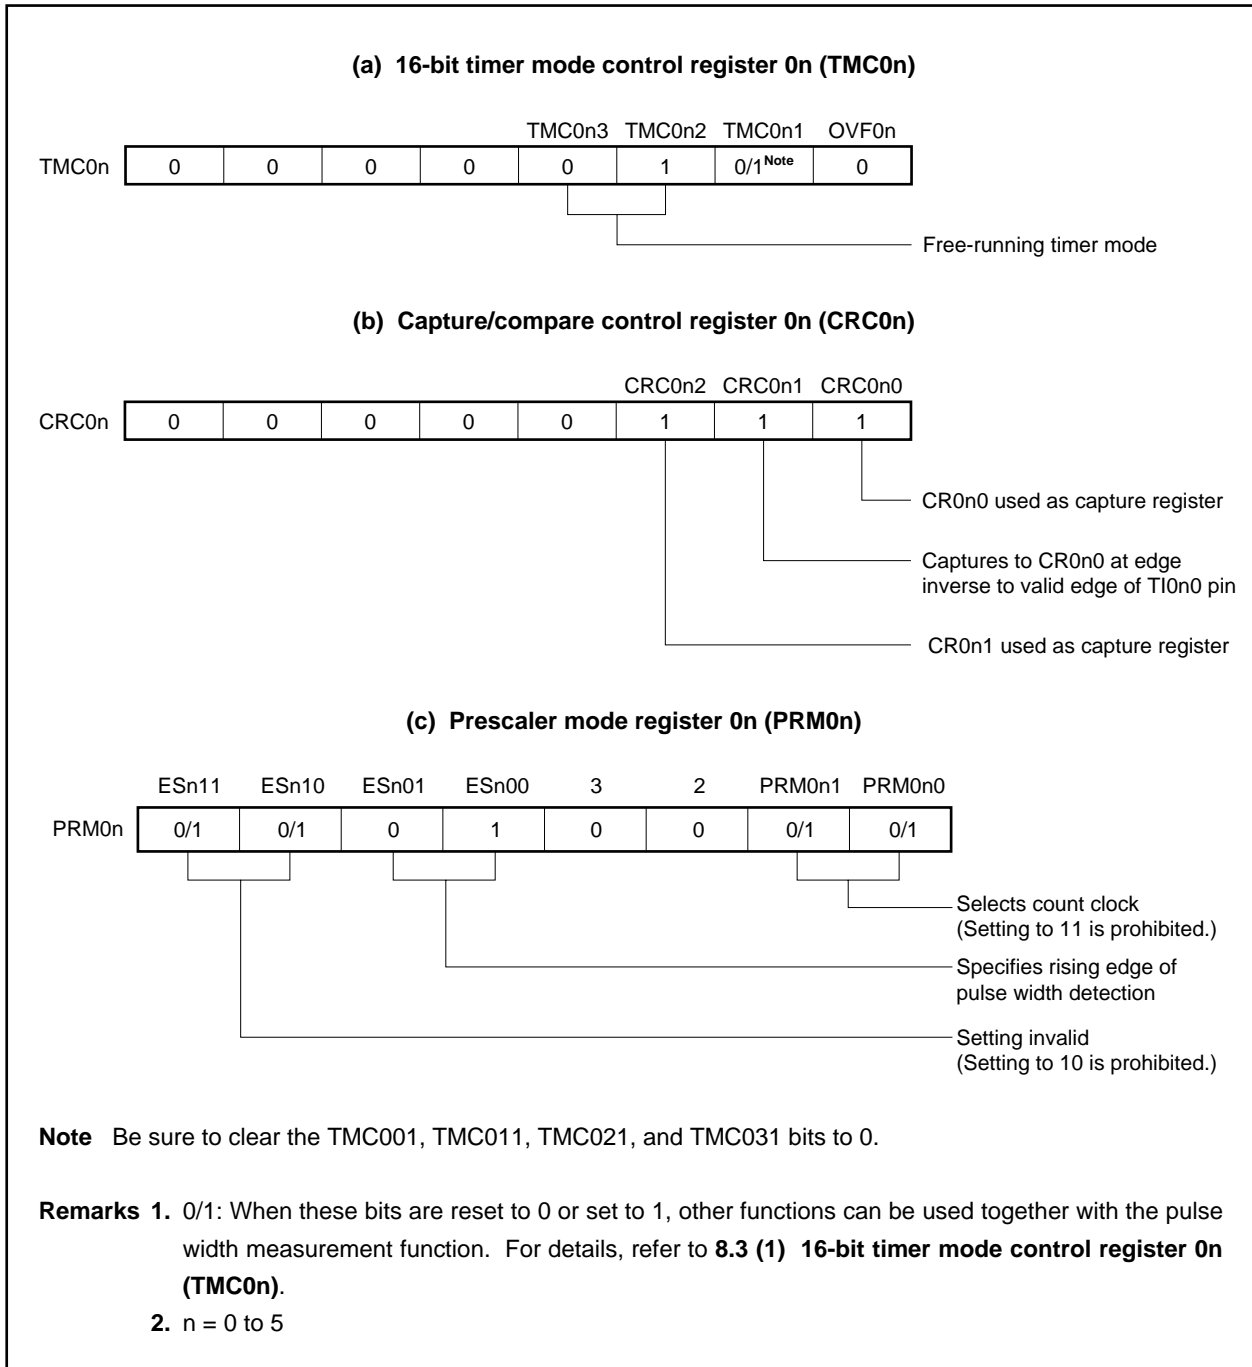 (a) 16-bit timer mode control register 0n (TMC0n)
TMC0n3 TMC0n2 TMC0n1 OVF0n
TMC0n 0 0 0 0 0 1 0/1Note 0
Free-running timer mode
(b) Capture/compare control register 0n (CRC0n)
CRC0n2 CRC0n1 CRC0n0
CRC0n 0 0 0 0 0 1 1 1
CR0n0 used as capture register
Captures to CR0n0 at edge
inverse to valid edge of TI0n0 pin
CR0n1 used as capture register
(c) Prescaler mode register 0n (PRM0n)
ESn11 ESn10 ESn01 ESn00 3 2 PRM0n1 PRM0n0
PRM0n 0/1 0/1 0 1 0 0 0/1 0/1
Selects count clock
(Setting to 11 is prohibited.)
Specifies rising edge of
pulse width detection
Setting invalid
(Setting to 10 is prohibited.)
Note Be sure to clear the TMC001, TMC011, TMC021, and TMC031 bits to 0.
Remarks 1. 0/1: When these bits are reset to 0 or set to 1, other functions can be used together with the pulse
width measurement function. For details, refer to 8.3 (1) 16-bit timer mode control register 0n
(TMC0n).
2. n = 0 to 5